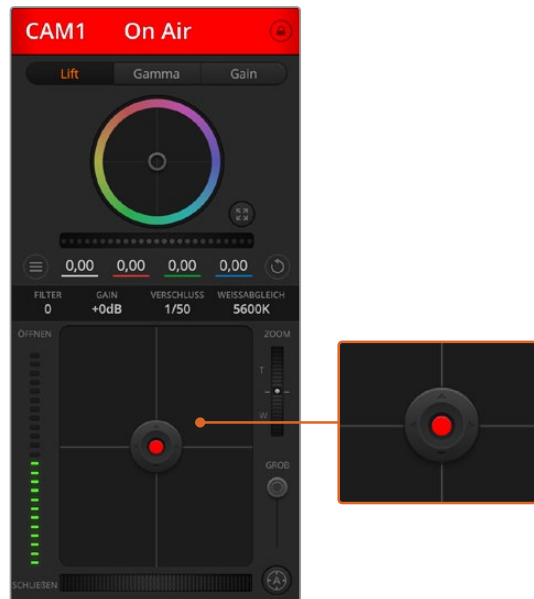 CAM1 On Air
Lift Gamma Gain
0,00 0,00 0,00 0,00
FILTER GAIN VERSCHLUSS WEISSABGLEICH
0 +0dB 1/50 5600K
ÖFFNEN ZOOM
T
W
GROB
SCHLIEẞEN A